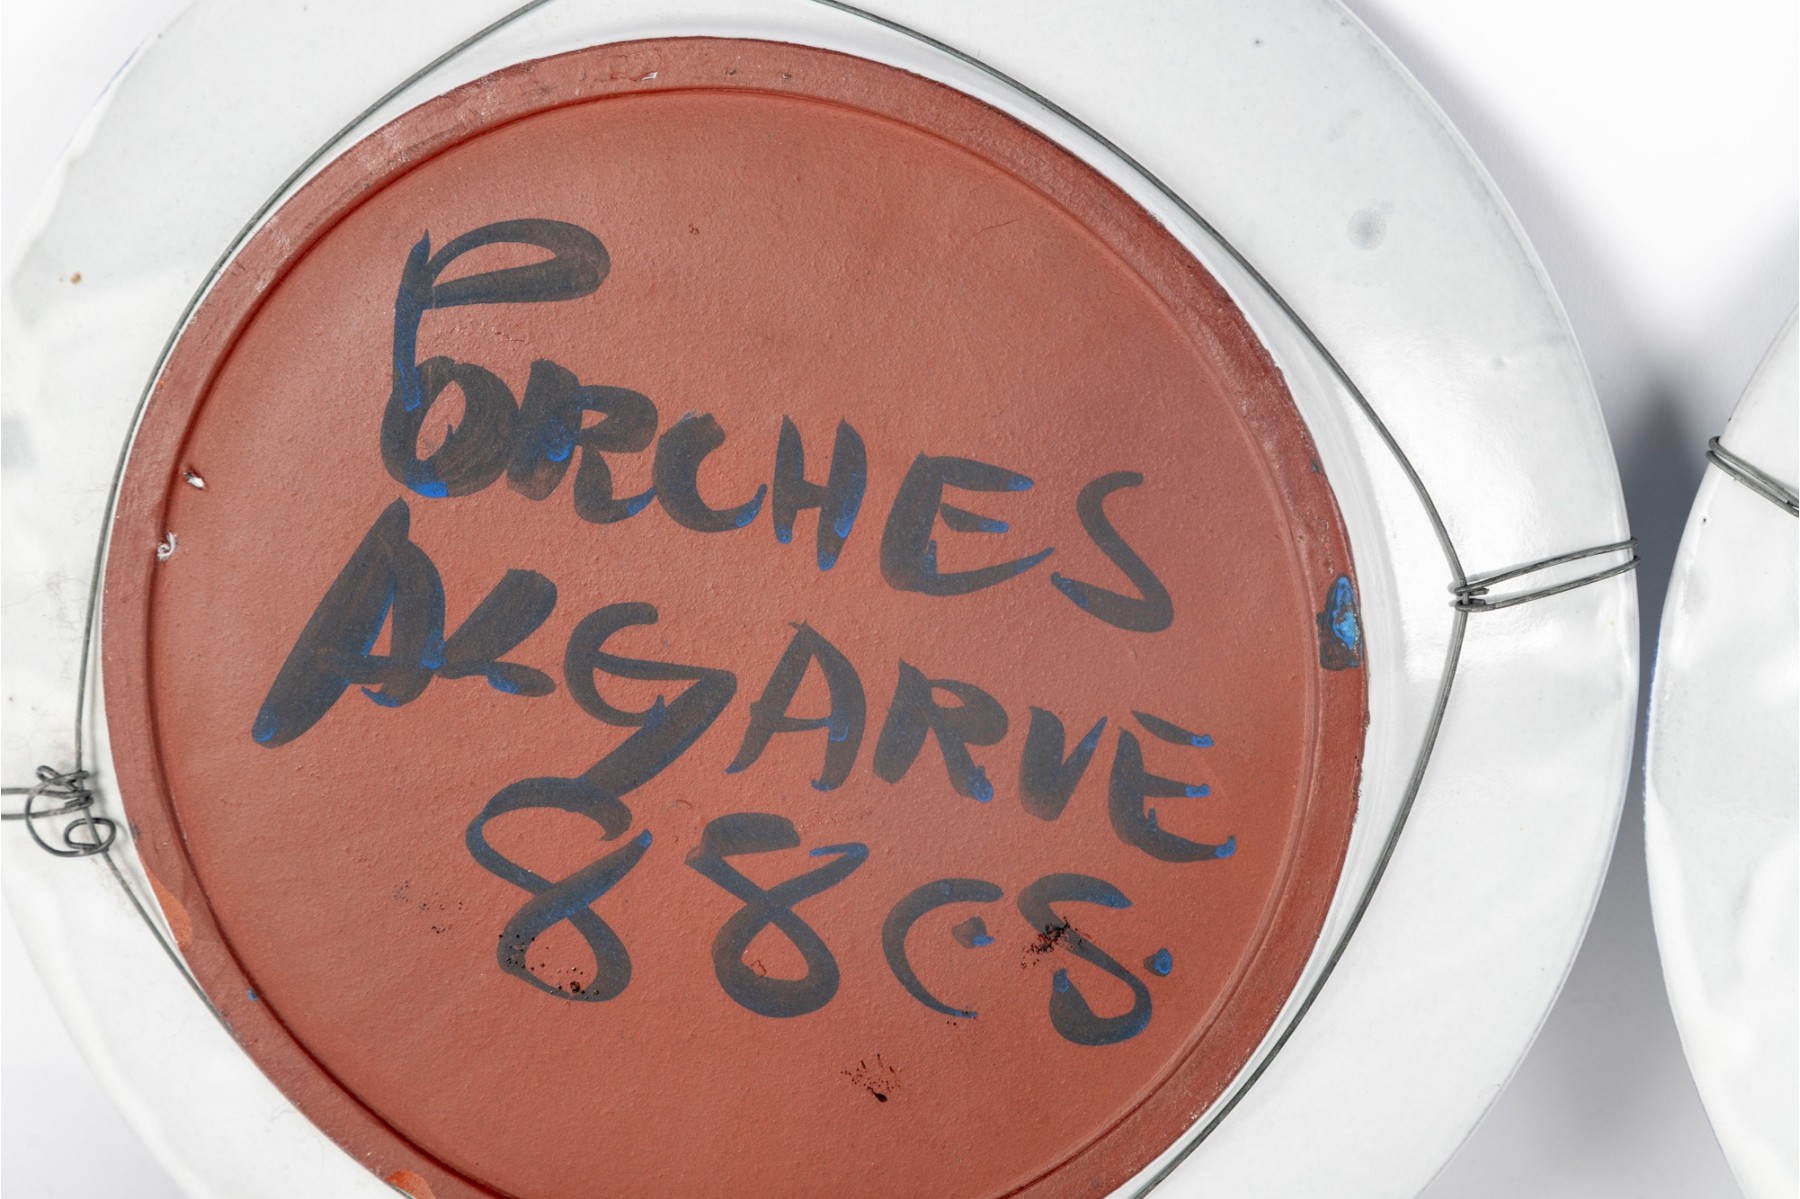 PORCHES
ALGARVE
88 C.S.